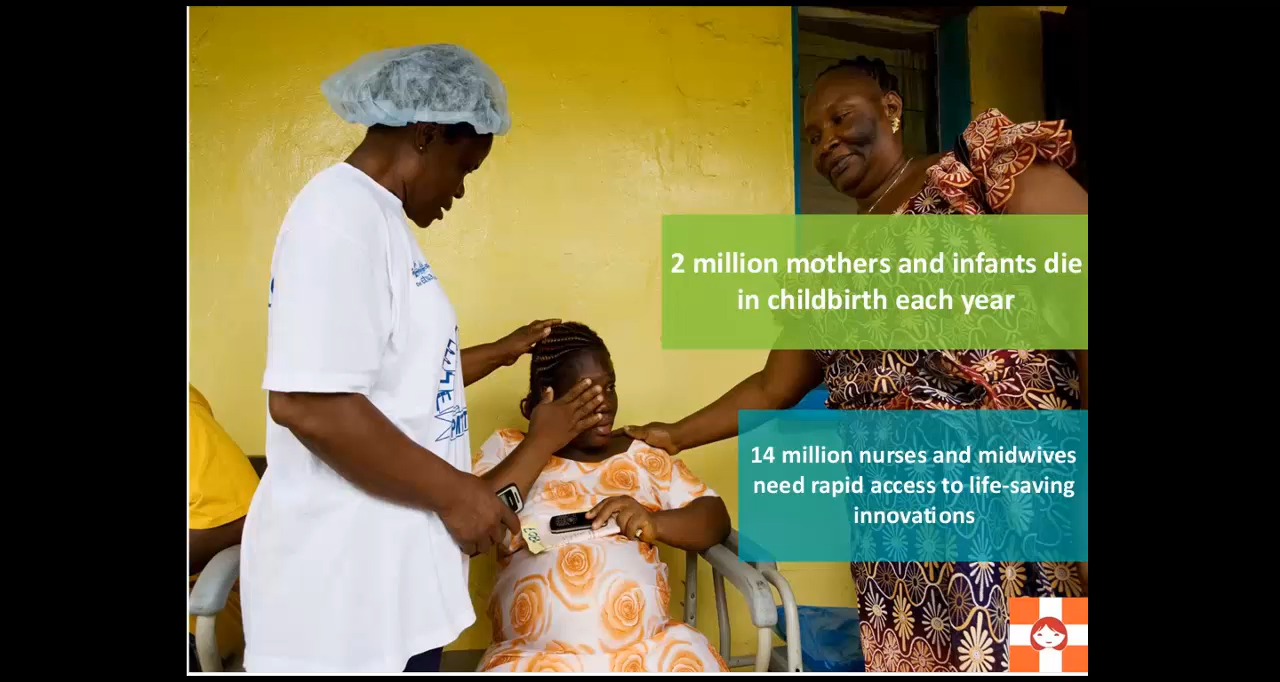 2 million mothers and infants die
in childbirth each year
14 million nurses and midwives
need rapid access to life-saving
innovations